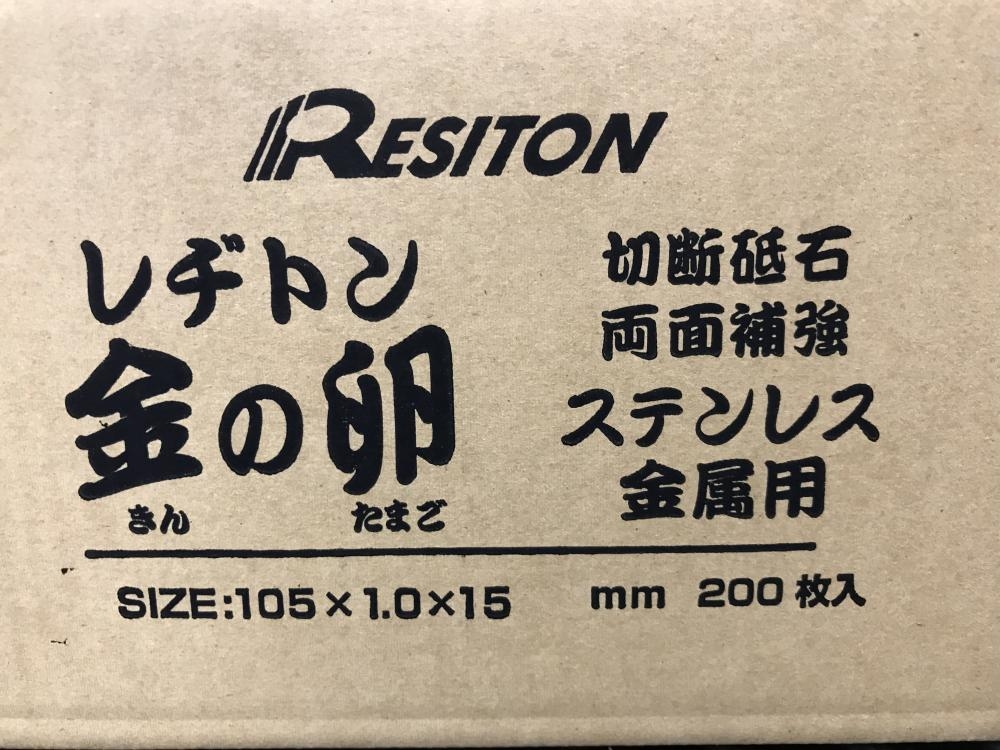 RESITON
レヂトン
金の卵
きん たまご
切断砥石
両面補強
ステンレス
金属用
SIZE:105×1.0×15 mm 200枚入